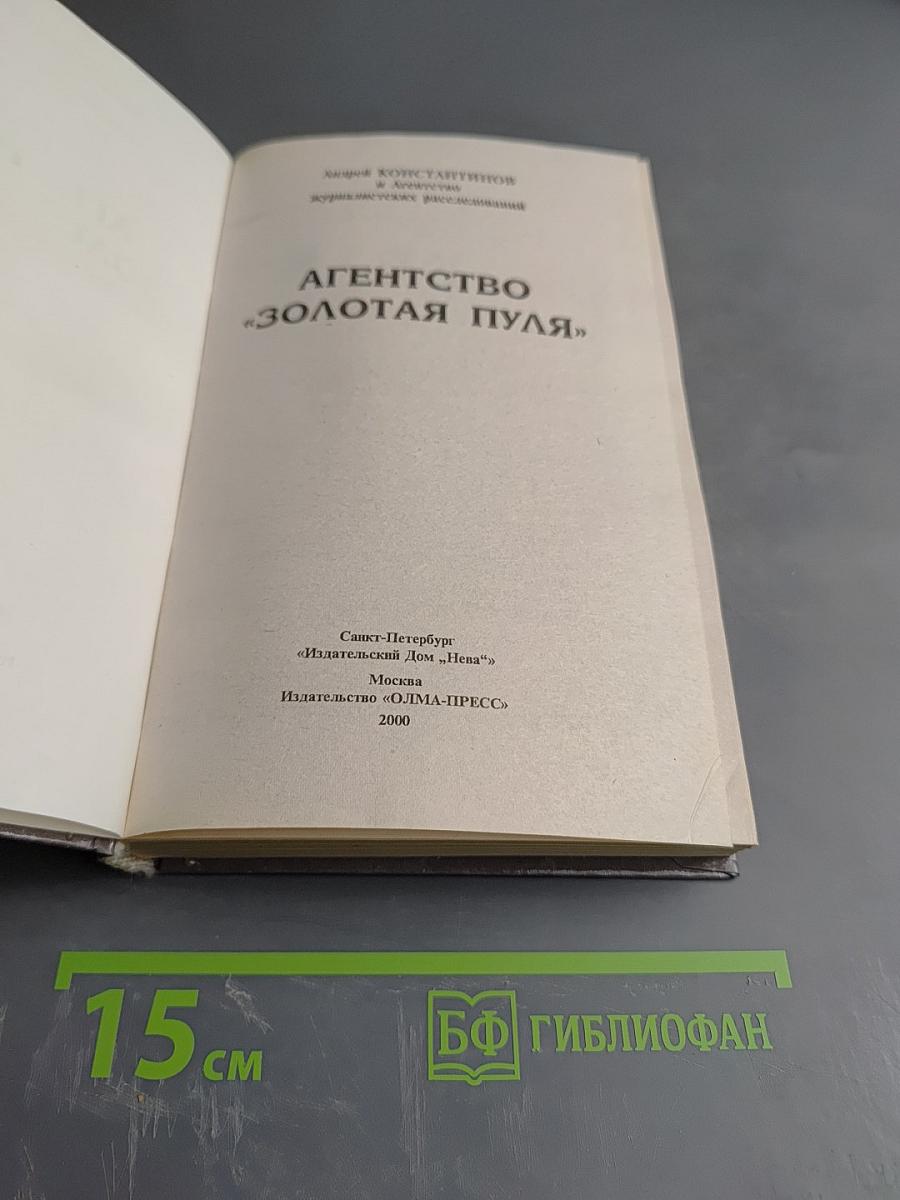 Андрей КОНСТАНТИНОВ
и Агентство
журналистских расследований
АГЕНТСТВО
«ЗОЛОТАЯ ПУЛЯ»
Санкт-Петербург
«Издательский Дом „Нева“»
Москва
Издательство «ОЛМА-ПРЕСС»
2000
15 см
БФ ГИБЛИОФАН